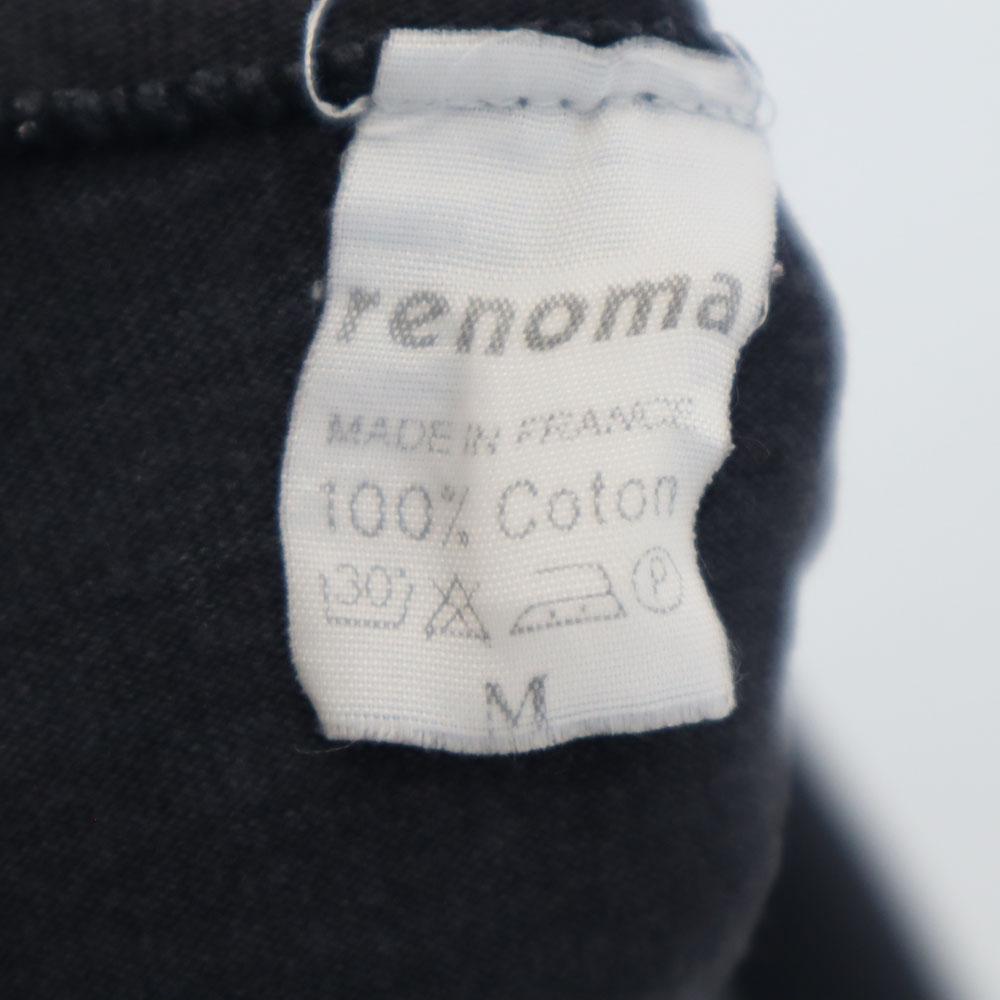 renoma
MADE IN FRANCE
100% Coton
30° P
M